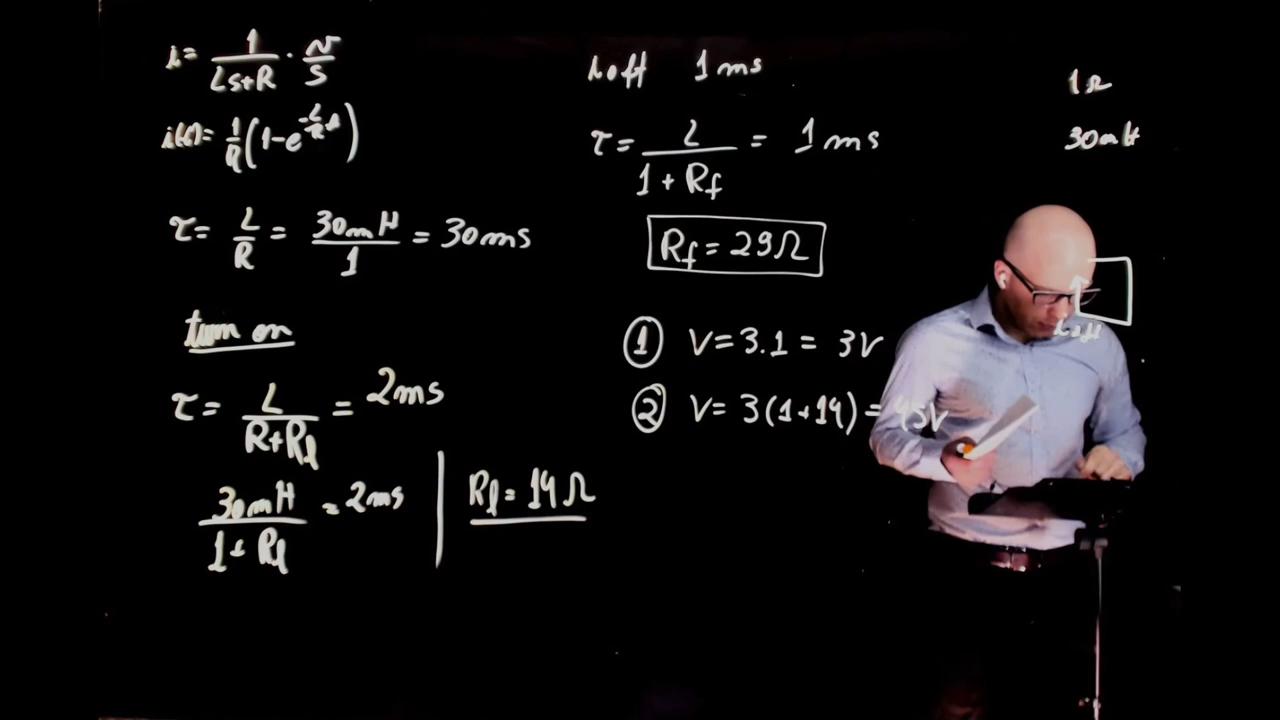 i = 1/(Ls+R) · v/s
i(t) = 1/R (1-e^(-L/R t))
τ = L/R = 30mH/1 = 30ms
turn on
τ = L/(R+Rl) = 2ms
30mH/(1+Rl) = 2ms | Rl = 14Ω
toff 1ms
τ = L/(1+Rf) = 1ms
Rf = 29Ω
① V = 3.1 = 3V
② V = 3(1+14) = 45V
1Ω
30mH